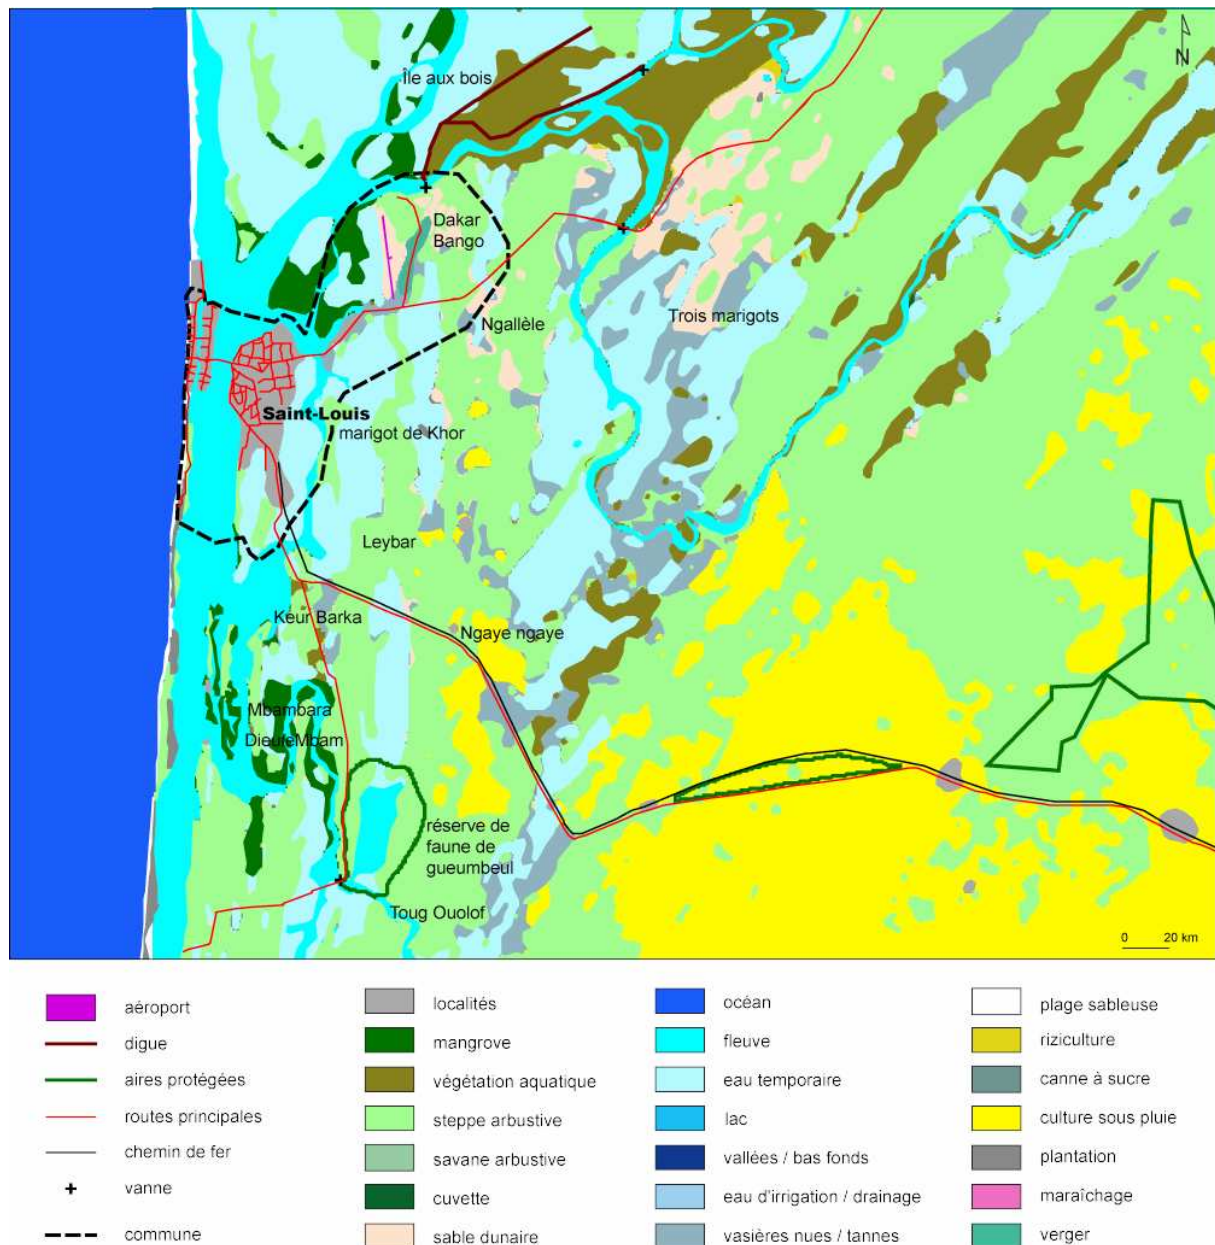 N
Île aux bois
Dakar
Bango
Ngallèle
Trois marigots
Saint-Louis
marigot de Khor
Leybar
Keur Barka
Ngaye ngaye
Mbambara
DieuleMbam
réserve de
faune de
gueumbeul
Toug Ouolof
0 20 km
aéroport
digue
aires protégées
routes principales
chemin de fer
vanne
commune
localités
mangrove
végétation aquatique
steppe arbustive
savane arbustive
cuvette
sable dunaire
océan
fleuve
eau temporaire
lac
vallées / bas fonds
eau d'irrigation / drainage
vasières nues / tannes
plage sableuse
riziculture
canne à sucre
culture sous pluie
plantation
maraîchage
verger